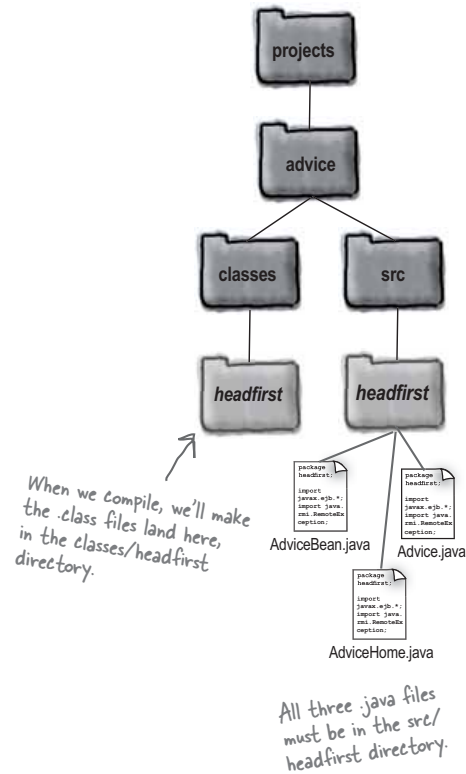 projects
advice
classes
src
headfirst
headfirst
package
headfirst;
import
javax.ejb.*;
import java.
rmi.RemoteEx
ception;
AdviceBean.java
package
headfirst;
import
javax.ejb.*;
import java.
rmi.RemoteEx
ception;
Advice.java
package
headfirst;
import
javax.ejb.*;
import java.
rmi.RemoteEx
ception;
AdviceHome.java
When we compile, we'll make
the .class files land here,
in the classes/headfirst
directory.
All three .java files
must be in the src/
headfirst directory.